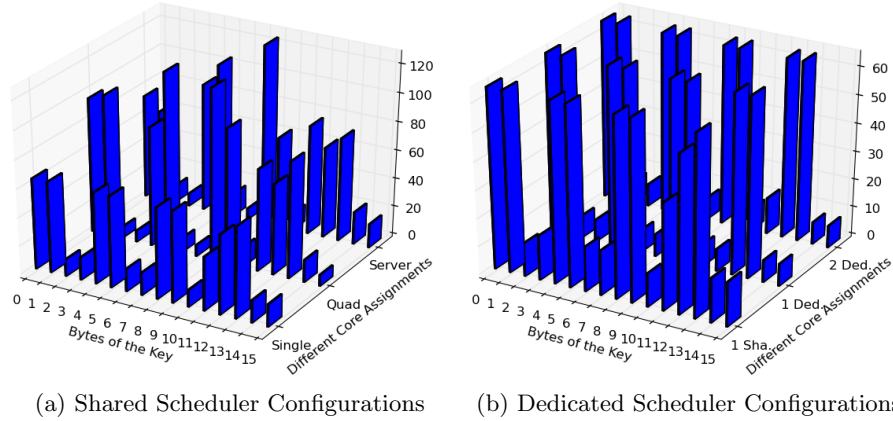 120
100
80
60
40
20
0
Server
Quad
Single
Different Core Assignments
0 1 2 3 4 5 6 7 8 9 10 11 12 13 14 15
Bytes of the Key
(a) Shared Scheduler Configurations
60
50
40
30
20
10
0
2 Ded.
1 Ded.
1 Sha.
Different Core Assignments
0 1 2 3 4 5 6 7 8 9 10 11 12 13 14 15
Bytes of the Key
(b) Dedicated Scheduler Configurations